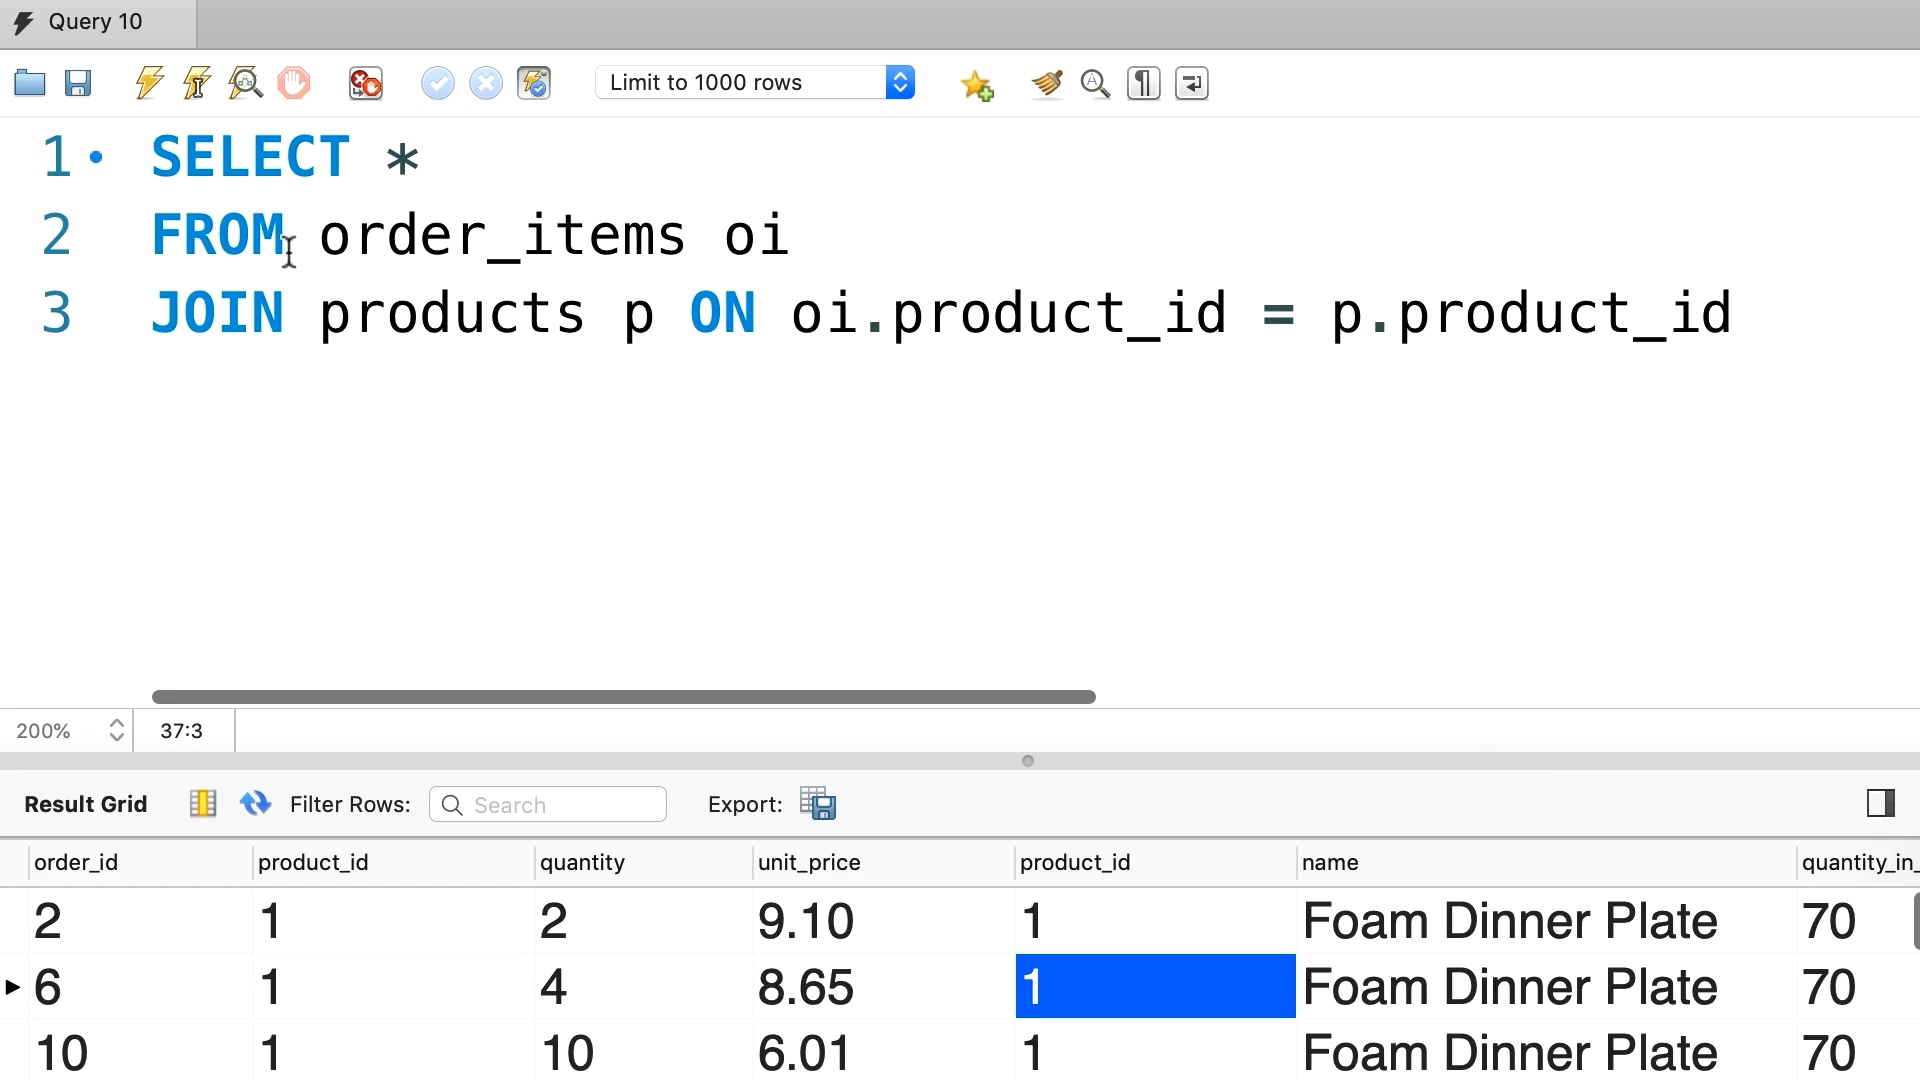 Query 10
Limit to 1000 rows
1 SELECT *
2 FROM order_items oi
3 JOIN products p ON oi.product_id = p.product_id
200% 37:3
Result Grid Filter Rows: Search Export:
order_id product_id quantity unit_price product_id name quantity_in_
2 1 2 9.10 1 Foam Dinner Plate 70
6 1 4 8.65 1 Foam Dinner Plate 70
10 1 10 6.01 1 Foam Dinner Plate 70